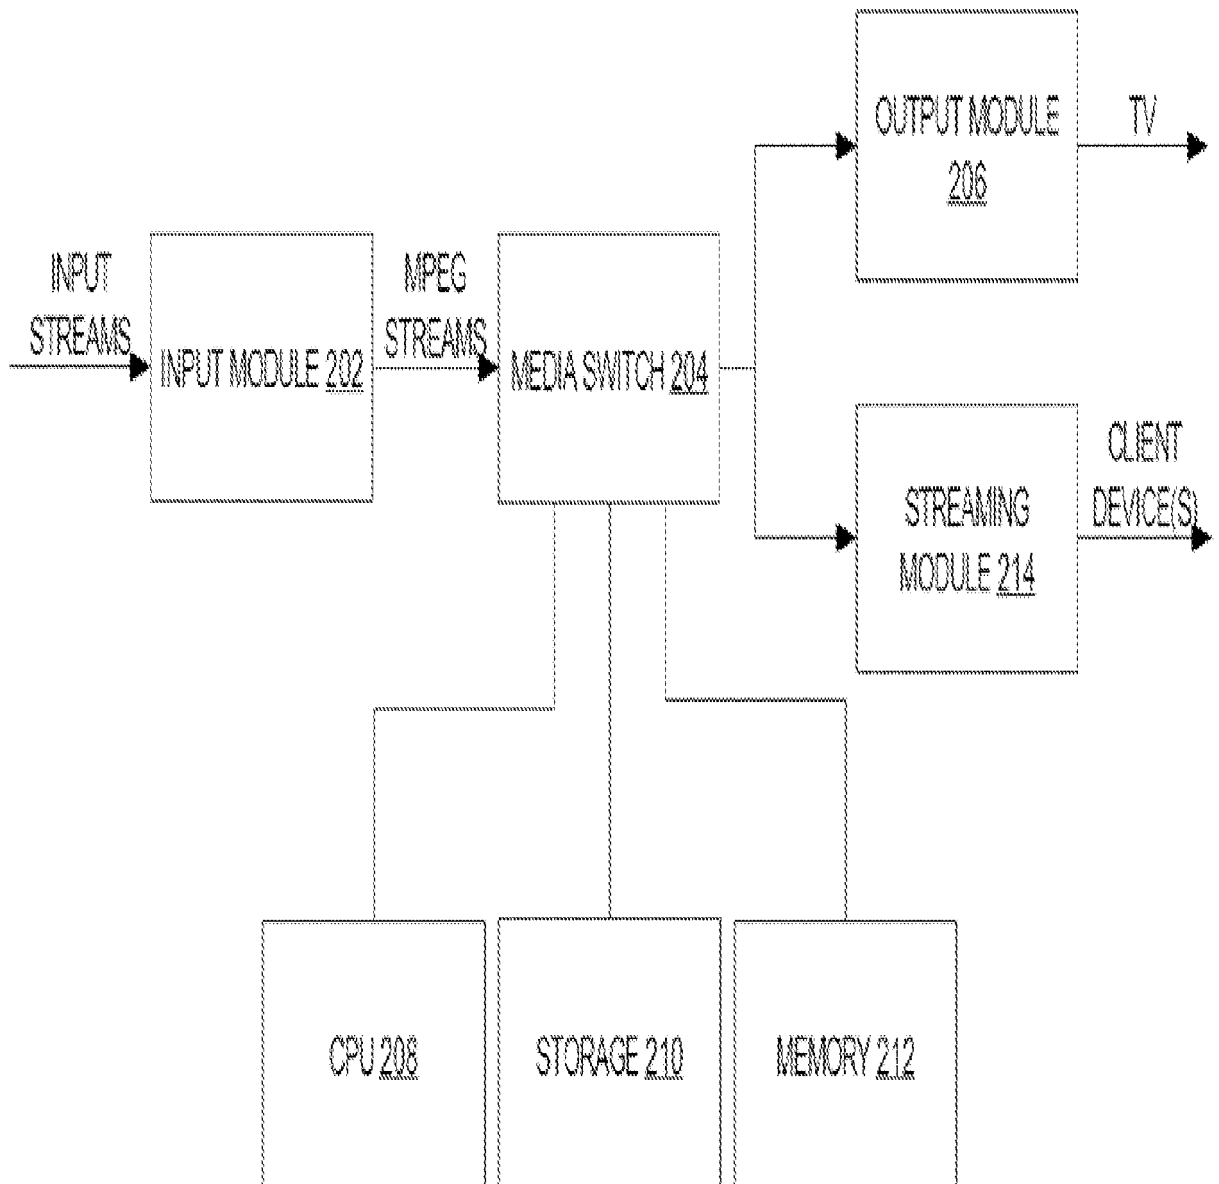 OUTPUT MODULE
206
TV
INPUT
STREAMS
INPUT MODULE 202
MPEG
STREAMS
MEDIA SWITCH 204
STREAMING
MODULE 214
CLIENT
DEVICE(S)
CPU 208
STORAGE 210
MEMORY 212